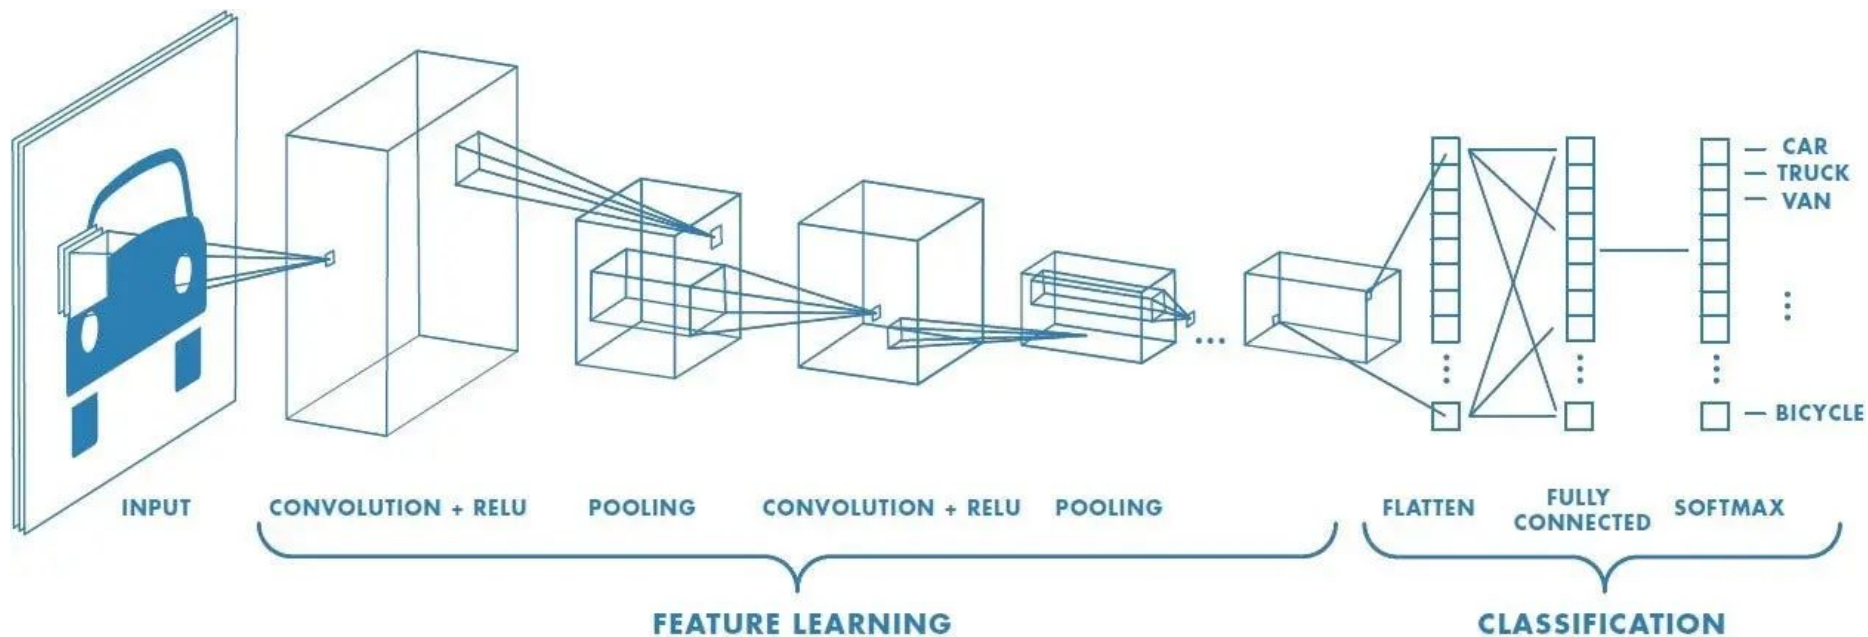 CAR
TRUCK
VAN
BICYCLE
INPUT
CONVOLUTION + RELU
POOLING
CONVOLUTION + RELU
POOLING
FLATTEN
FULLY
CONNECTED
SOFTMAX
FEATURE LEARNING
CLASSIFICATION